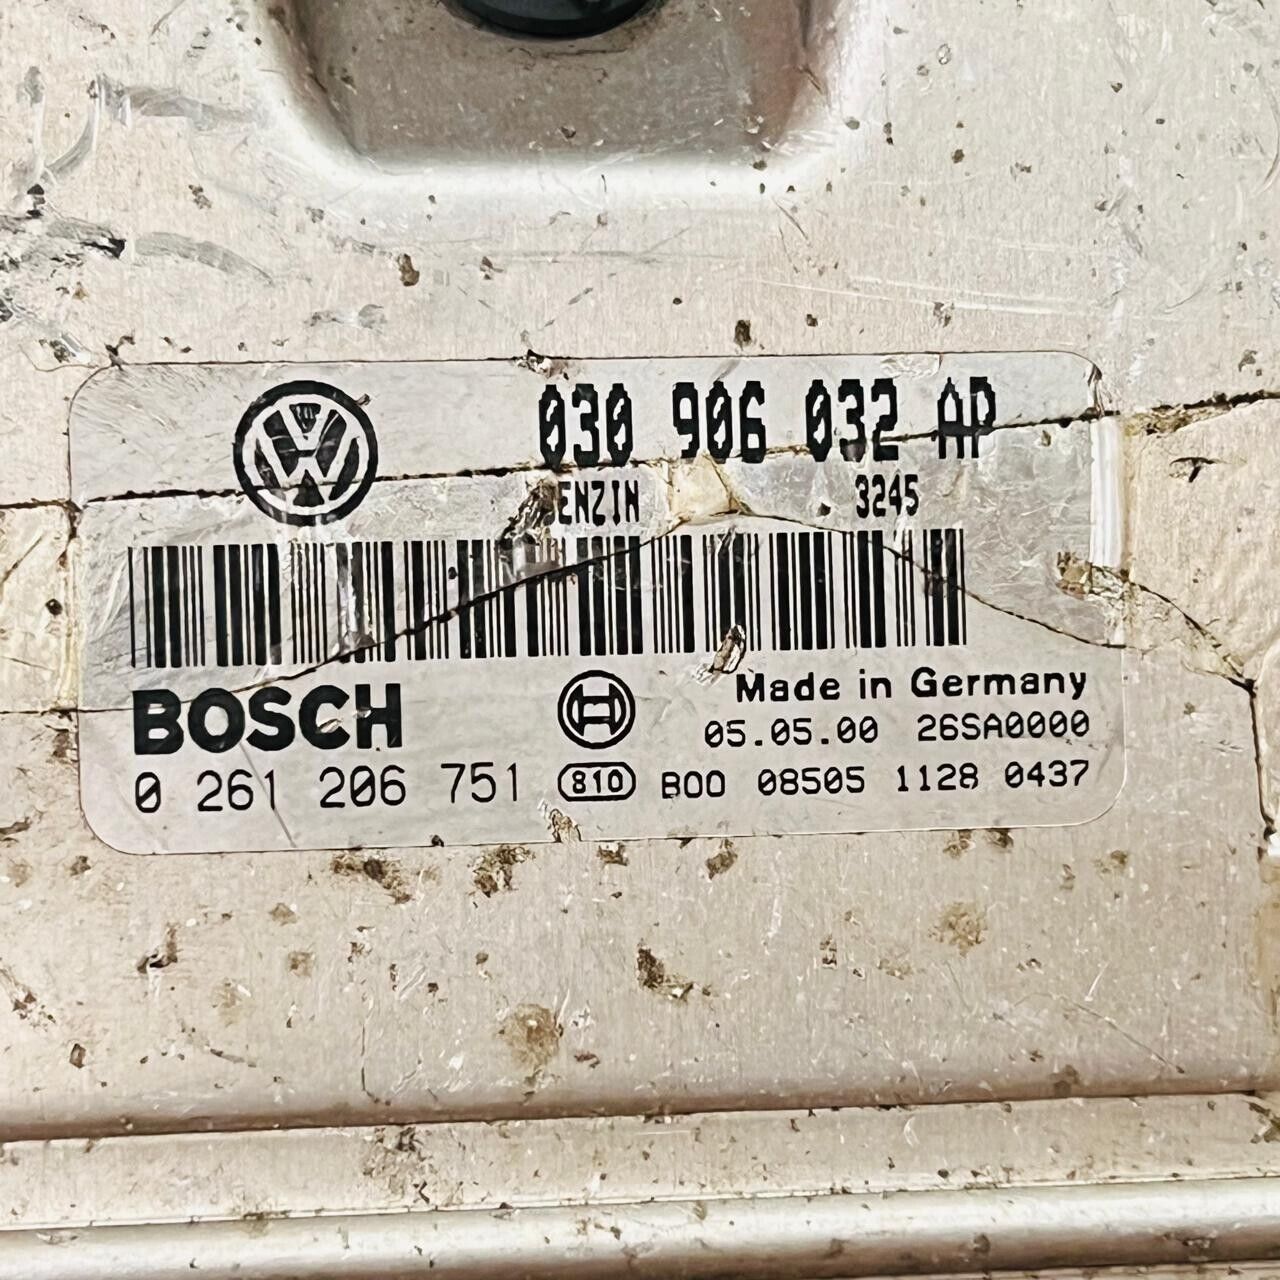 030 906 032 AP
BENZIN 3245
BOSCH
Made in Germany
05.05.00 26SA0000
0 261 206 751 810 B00 08505 1128 0437